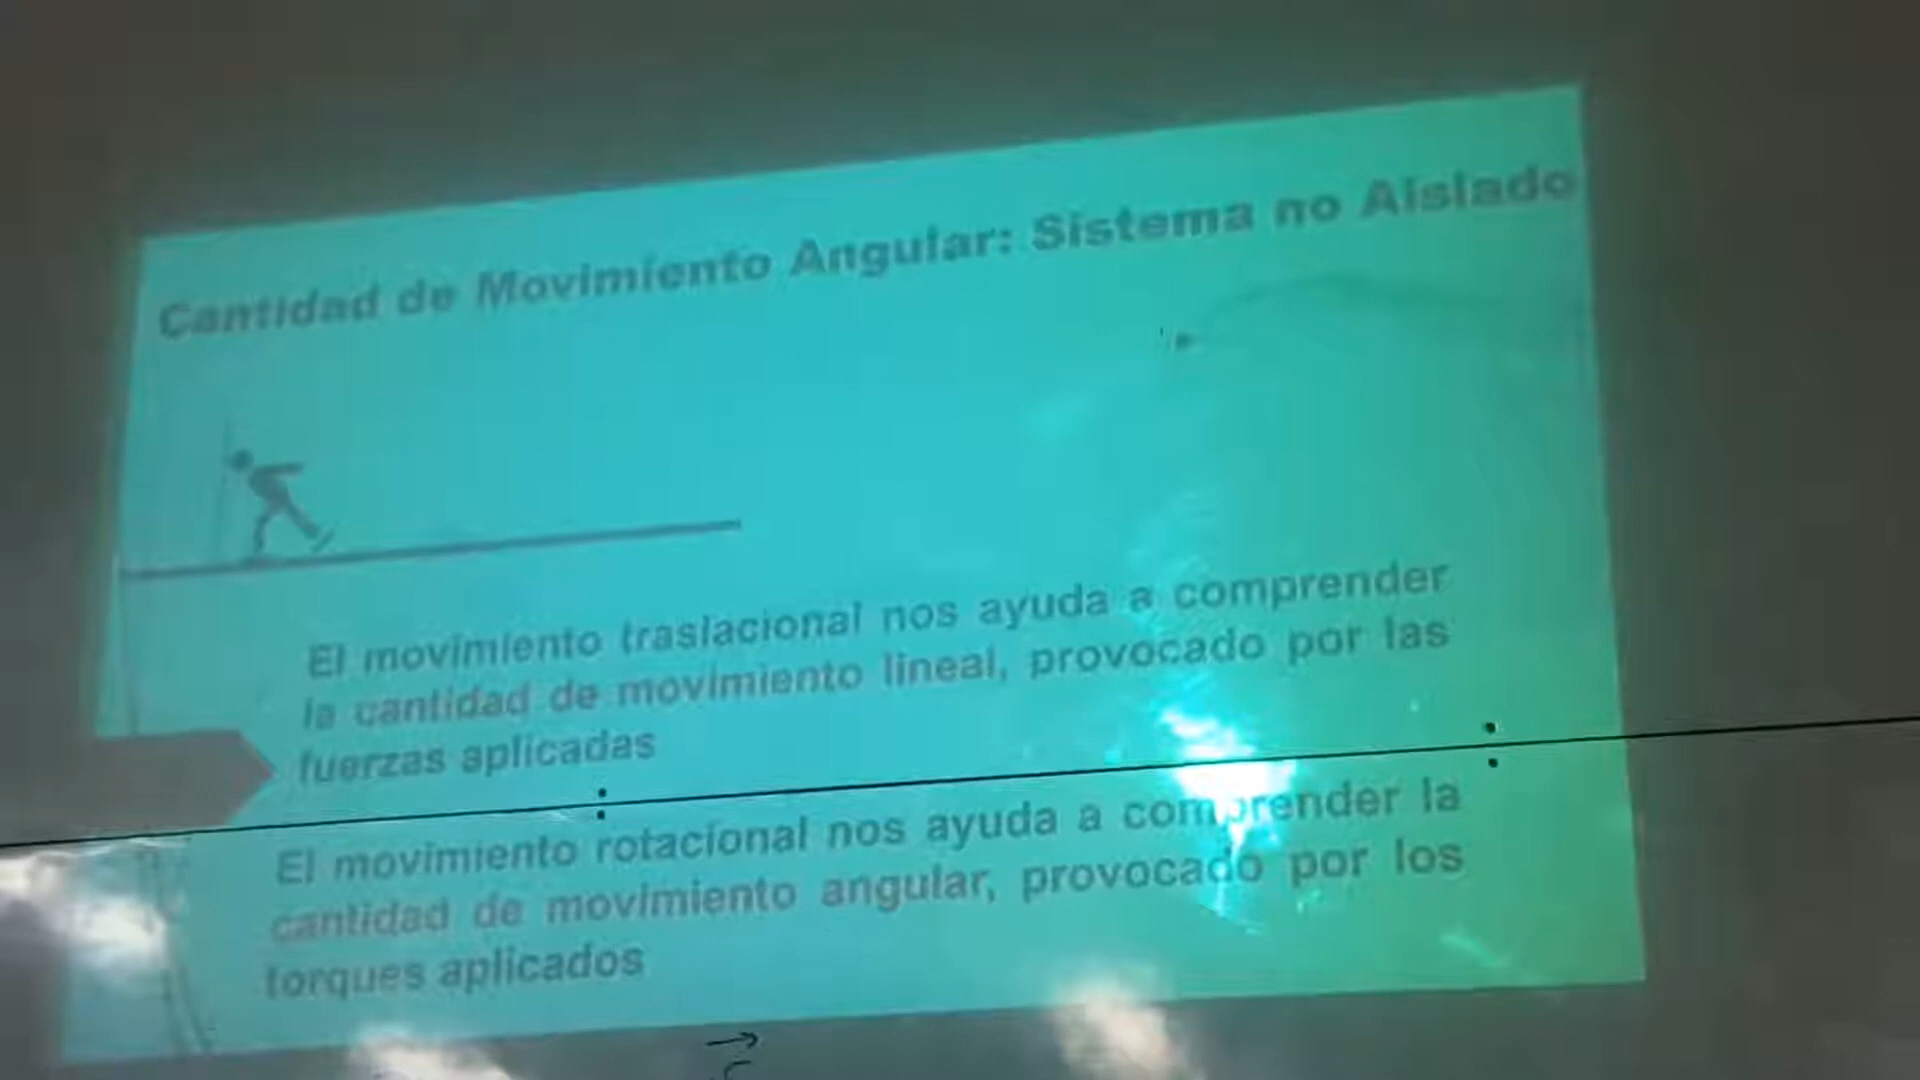 Cantidad de Movimiento Angular: Sistema no Aislado
El movimiento traslacional nos ayuda a comprender
la cantidad de movimiento lineal, provocado por las
fuerzas aplicadas
El movimiento rotacional nos ayuda a comprender la
cantidad de movimiento angular, provocado por los
torques aplicados